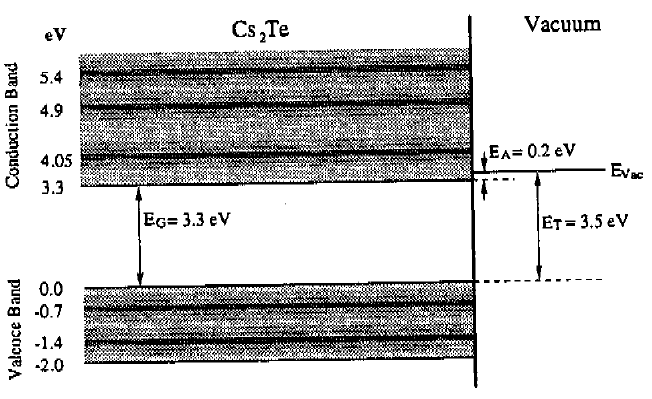 eV
Cs₂Te
Vacuum
Conduction Band
5.4
4.9
4.05
3.3
EA= 0.2 eV
EVac
EG= 3.3 eV
ET= 3.5 eV
Valence Band
0.0
-0.7
-1.4
-2.0